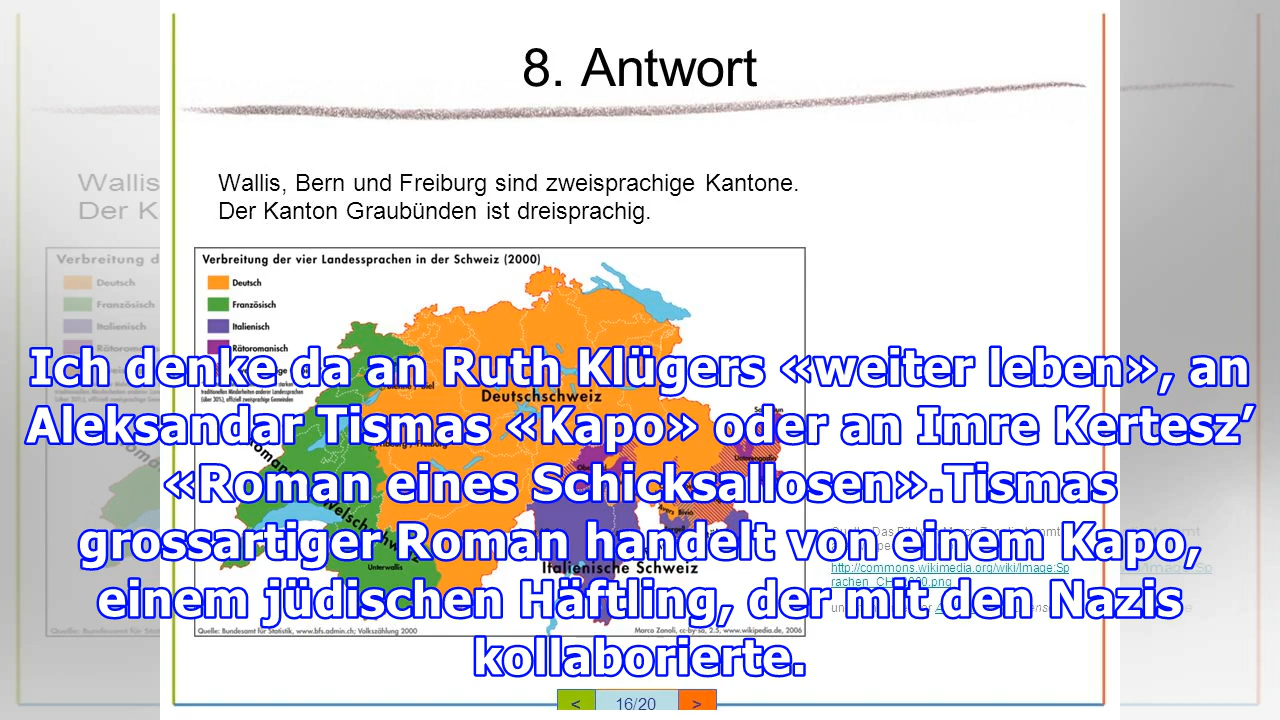 8. Antwort
Wallis, Bern und Freiburg sind zweisprachige Kantone.
Der Kanton Graubünden ist dreisprachig.
Verbreitung der vier Landessprachen in der Schweiz (2000)
Deutsch
Französisch
Italienisch
Rätoromanisch
Ich denke da an Ruth Klügers «weiter leben», an
Deutschschweiz
Aleksandar Tismas «Kapo» oder an Imre Kertesz’
«Roman eines Schicksallosen».Tismas
grossartiger Roman handelt von einem Kapo,
Unterwallis
Italienische Schweiz
http://commons.wikimedia.org/wiki/Image:Sp
einem jüdischen Häftling, der mit den Nazis
Quelle: Bundesamt für Statistik, www.bfs.admin.ch; Volkszählung 2000
Marco Zanoli, cc-by-sa, 2.5, www.wikipedia.de, 2006
kollaborierte.
< 16/20 >